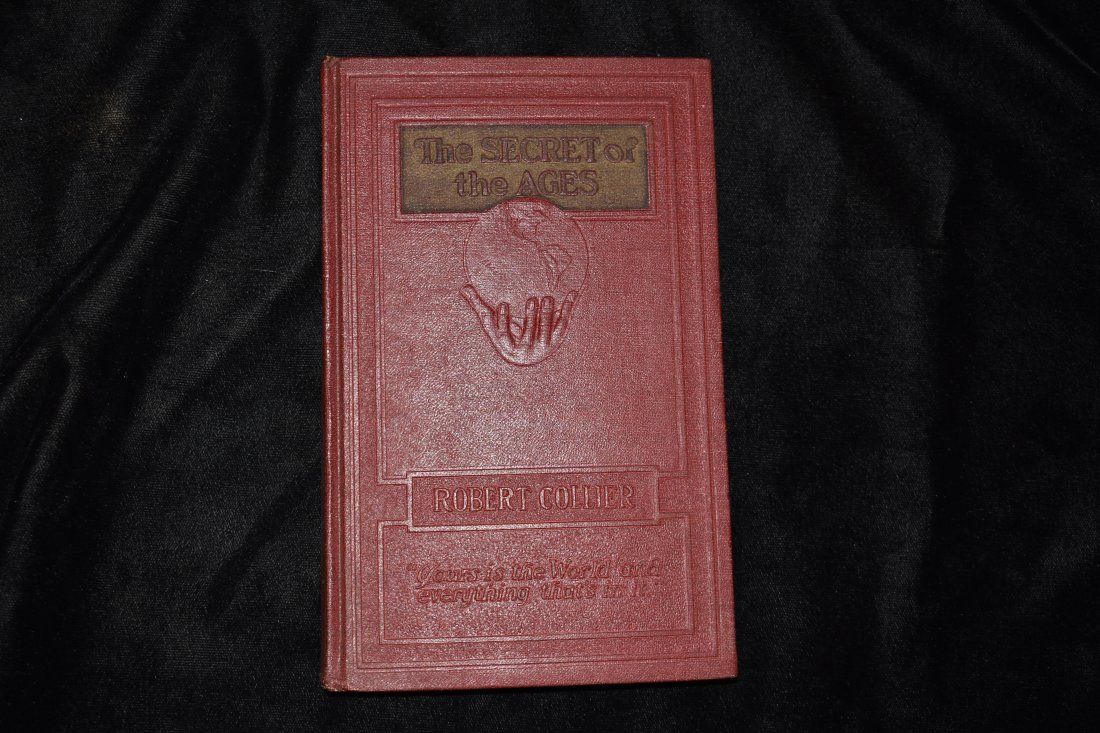 The SECRET of
the AGES
ROBERT COLLIER
"Yours is the World and
everything that's in it."